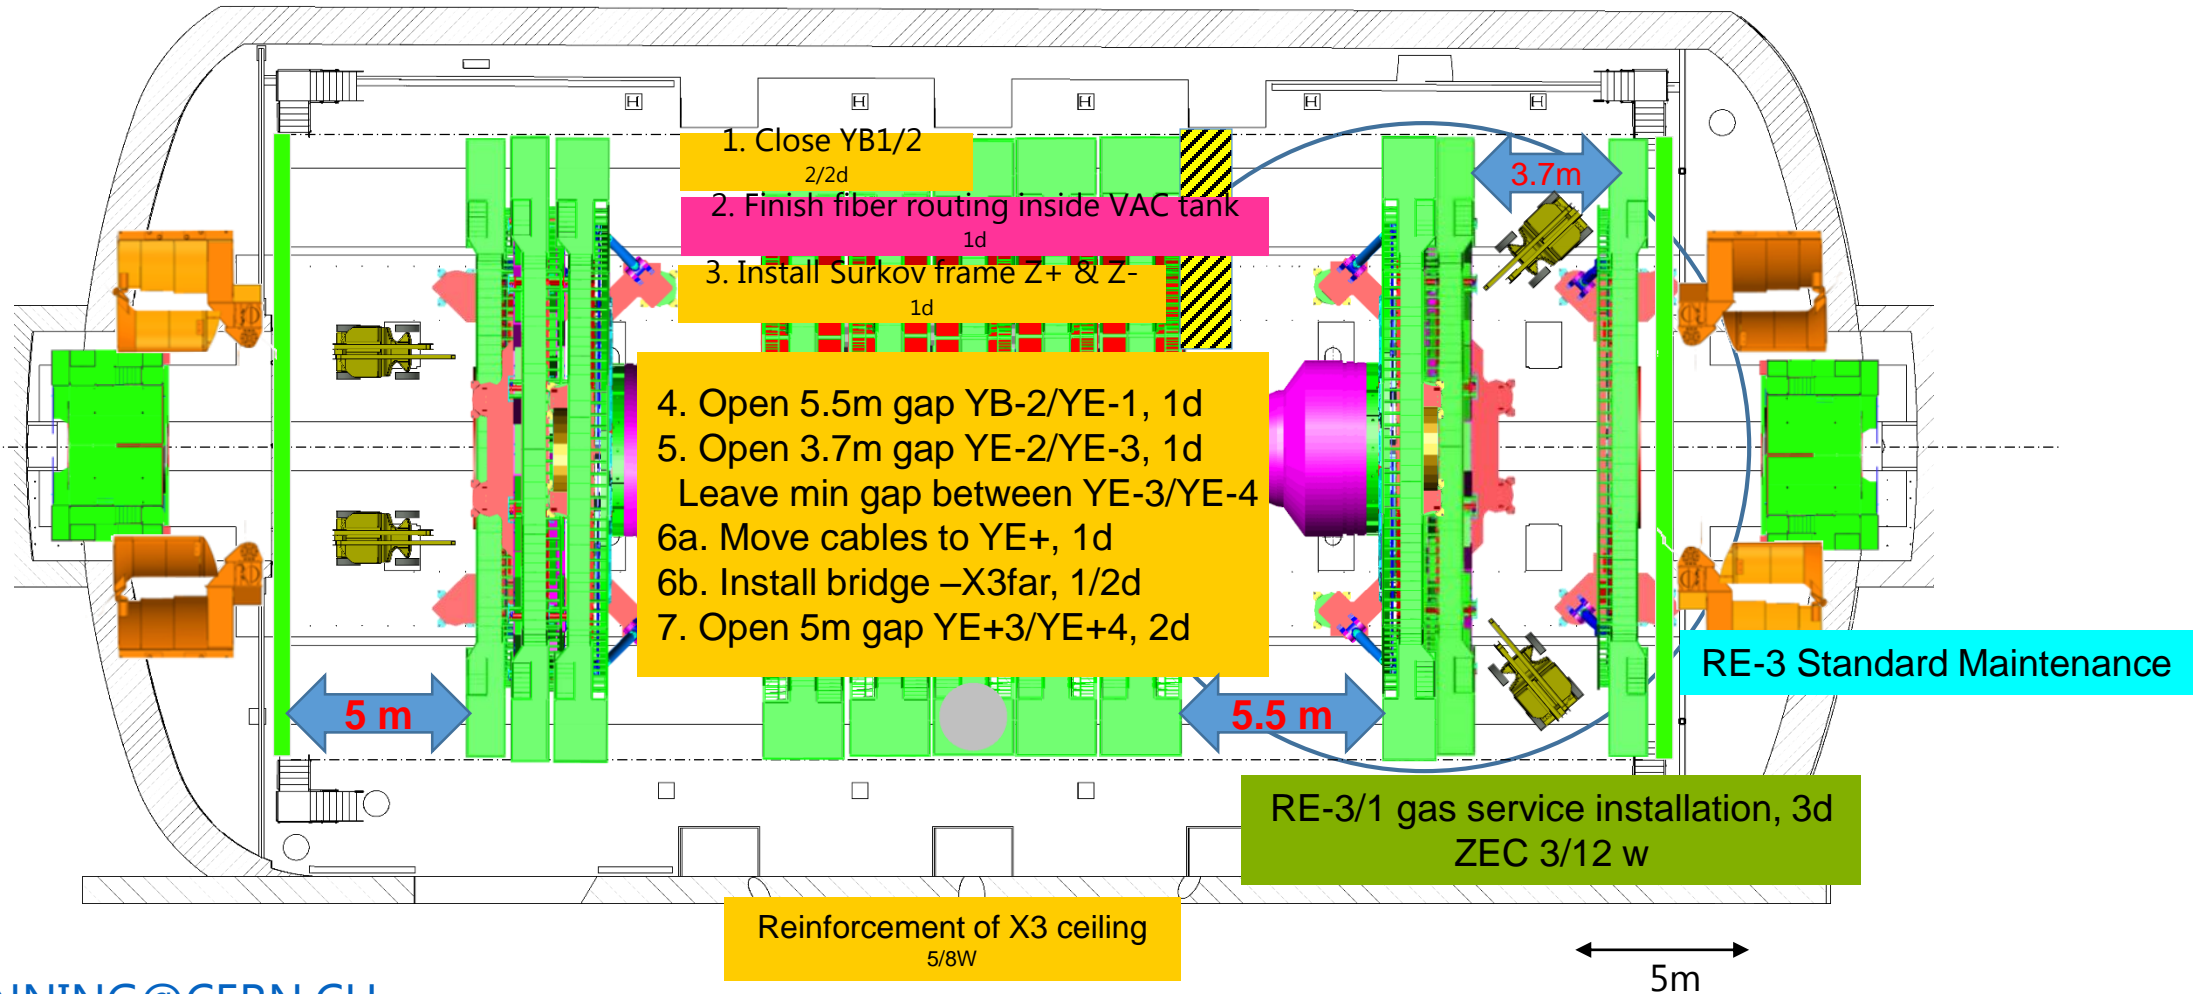 1. Close YB1/2
2/2d
3.7m
2. Finish fiber routing inside VAC tank
1d
3. Install Surkov frame Z+ & Z-
1d
4. Open 5.5m gap YB-2/YE-1, 1d
5. Open 3.7m gap YE-2/YE-3, 1d
Leave min gap between YE-3/YE-4
6a. Move cables to YE+, 1d
6b. Install bridge –X3far, 1/2d
7. Open 5m gap YE+3/YE+4, 2d
RE-3 Standard Maintenance
5 m
5.5 m
RE-3/1 gas service installation, 3d
ZEC 3/12 w
Reinforcement of X3 ceiling
5/8W
5m